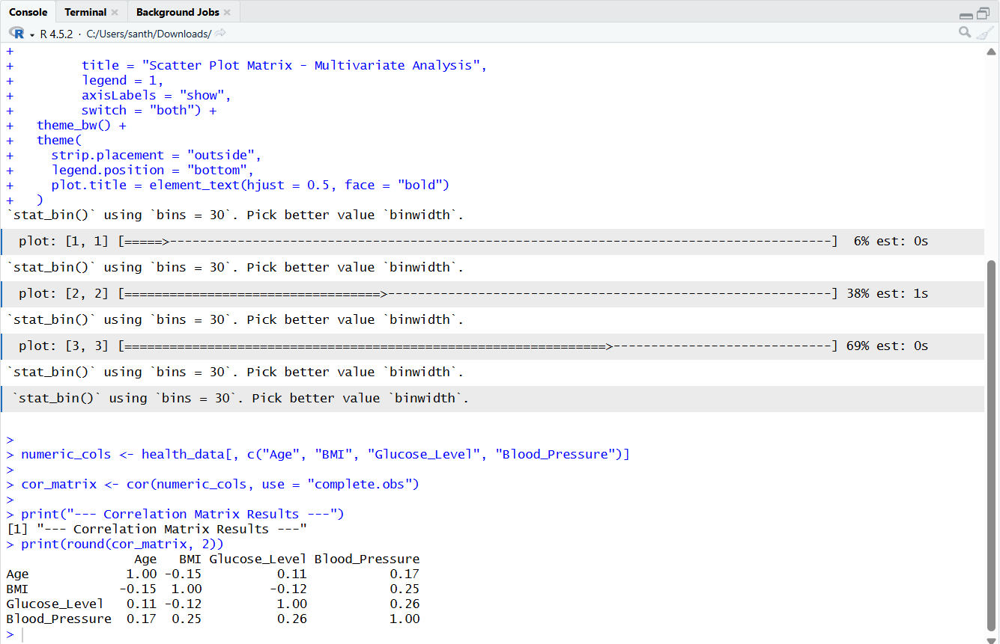 Console Terminal Background Jobs
R 4.5.2 · C:/Users/santh/Downloads/
+
+         title = "Scatter Plot Matrix - Multivariate Analysis",
+         legend = 1,
+         axisLabels = "show",
+         switch = "both") +
+   theme_bw() +
+   theme(
+     strip.placement = "outside",
+     legend.position = "bottom",
+     plot.title = element_text(hjust = 0.5, face = "bold")
+   )
`stat_bin()` using `bins = 30`. Pick better value `binwidth`.
plot: [1, 1] [=====>----------------------------------------------------------------------------------------] 6% est: 0s
`stat_bin()` using `bins = 30`. Pick better value `binwidth`.
plot: [2, 2] [==================================>-----------------------------------------------------------] 38% est: 1s
`stat_bin()` using `bins = 30`. Pick better value `binwidth`.
plot: [3, 3] [================================================================>-----------------------------] 69% est: 0s
`stat_bin()` using `bins = 30`. Pick better value `binwidth`.
`stat_bin()` using `bins = 30`. Pick better value `binwidth`.
>
> numeric_cols <- health_data[, c("Age", "BMI", "Glucose_Level", "Blood_Pressure")]
>
> cor_matrix <- cor(numeric_cols, use = "complete.obs")
>
> print("--- Correlation Matrix Results ---")
[1] "--- Correlation Matrix Results ---"
> print(round(cor_matrix, 2))
                 Age   BMI Glucose_Level Blood_Pressure
Age             1.00 -0.15          0.11           0.17
BMI            -0.15  1.00         -0.12           0.25
Glucose_Level   0.11 -0.12          1.00           0.26
Blood_Pressure  0.17  0.25          0.26           1.00
>